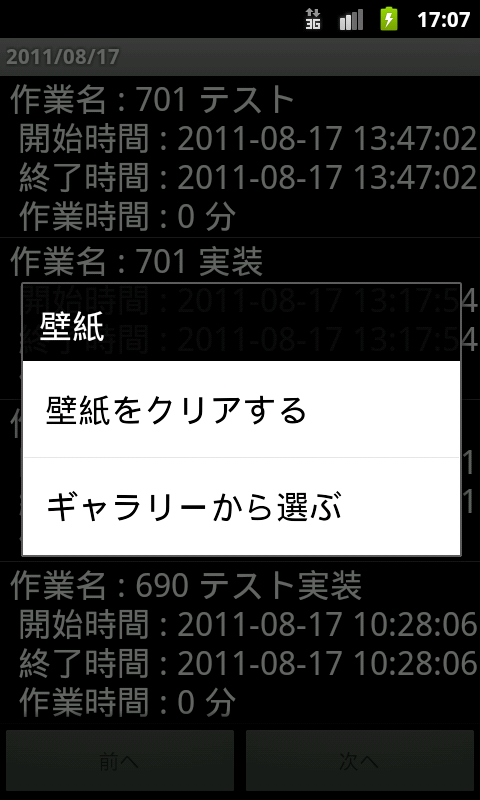 3G 17:07
2011/08/17
作業名 : 701 テスト
開始時間 : 2011-08-17 13:47:02
終了時間 : 2011-08-17 13:47:02
作業時間 : 0 分
作業名 : 701 実装
開始時間 : 2011-08-17 13:17:54
終了時間 : 2011-08-17 13:17:54
壁紙
壁紙をクリアする
ギャラリーから選ぶ
作業名 : 690 テスト実装
開始時間 : 2011-08-17 10:28:06
終了時間 : 2011-08-17 10:28:06
作業時間 : 0 分
前へ 次へ